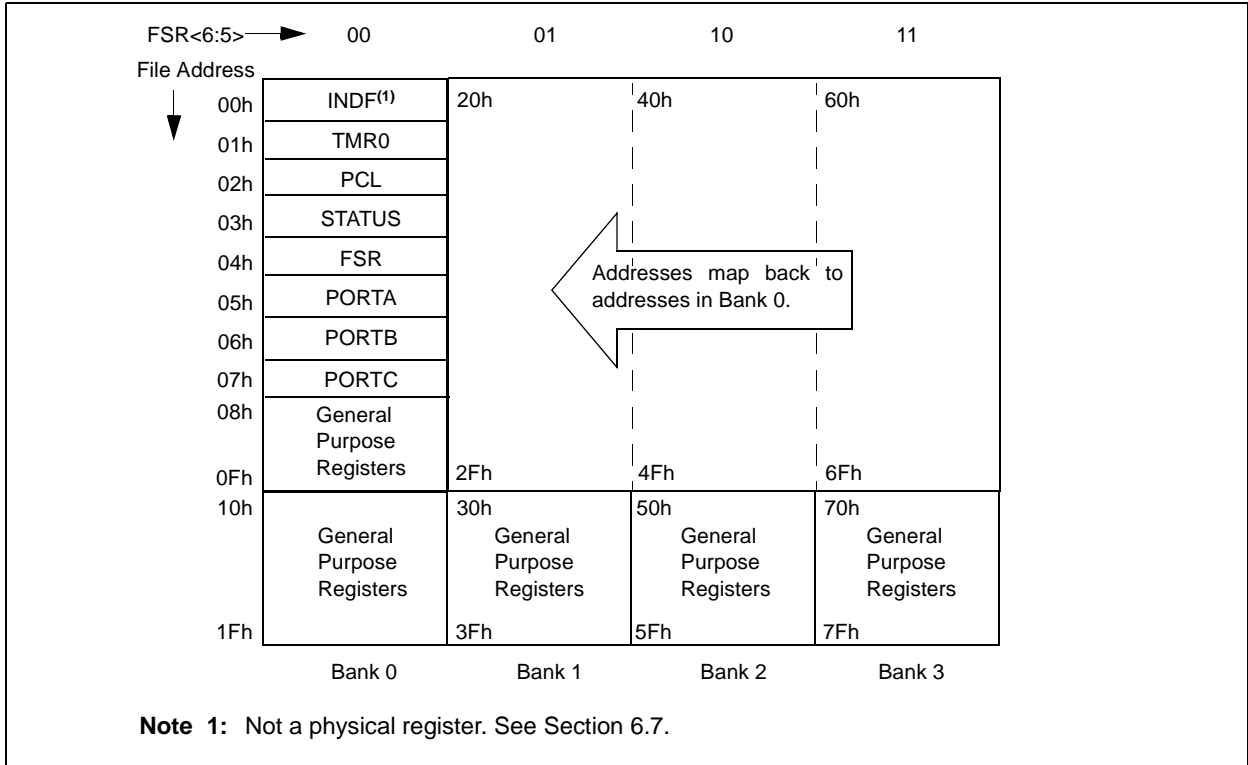 FSR<6:5> 00 01 10 11
File Address
00h INDF(1) 20h 40h 60h
01h TMR0
02h PCL
03h STATUS
04h FSR
Addresses map back to
05h PORTA
addresses in Bank 0.
06h PORTB
07h PORTC
08h General
Purpose
Registers
0Fh 2Fh 4Fh 6Fh
10h 30h 50h 70h
General General General General
Purpose Purpose Purpose Purpose
Registers Registers Registers Registers
1Fh 3Fh 5Fh 7Fh
Bank 0 Bank 1 Bank 2 Bank 3
Note 1: Not a physical register. See Section 6.7.